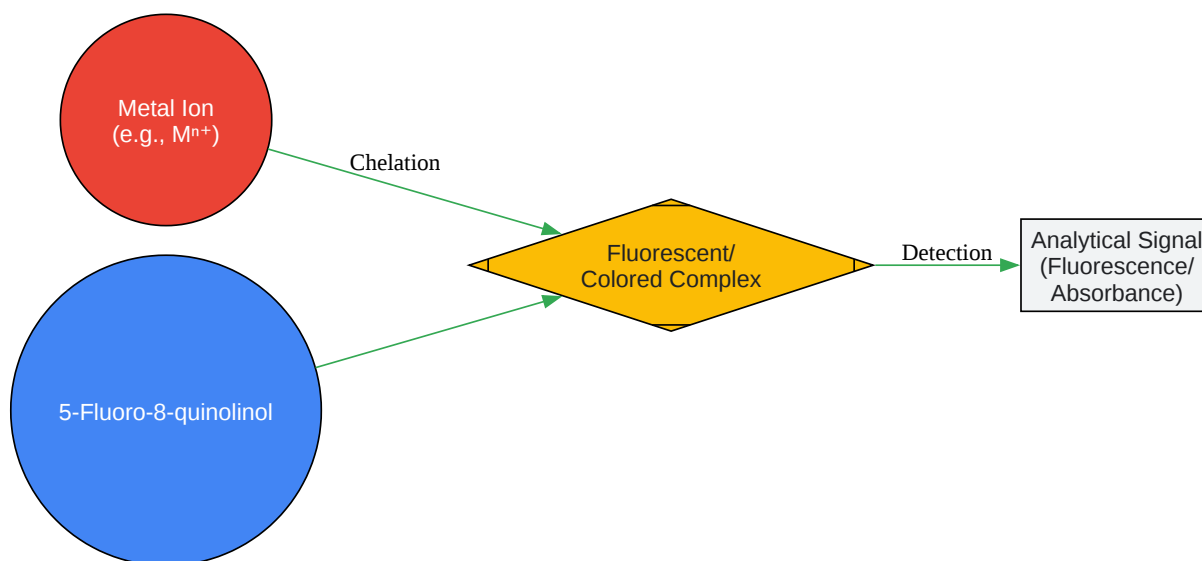 Metal Ion
(e.g., Mⁿ⁺)
Chelation
Fluorescent/
Colored Complex
Detection
Analytical Signal
(Fluorescence/
Absorbance)
5-Fluoro-8-quinolinol